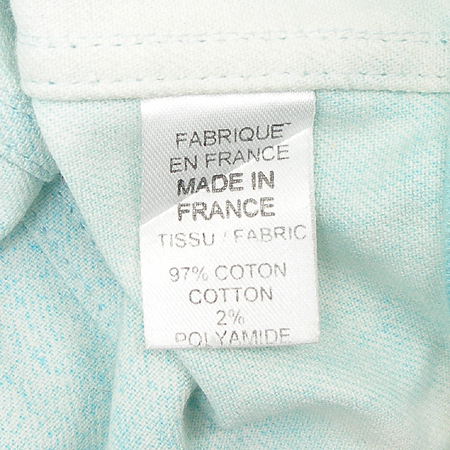 FABRIQUE
EN FRANCE
MADE IN
FRANCE
TISSU / FABRIC
97% COTON
COTTON
2%
POLYAMIDE